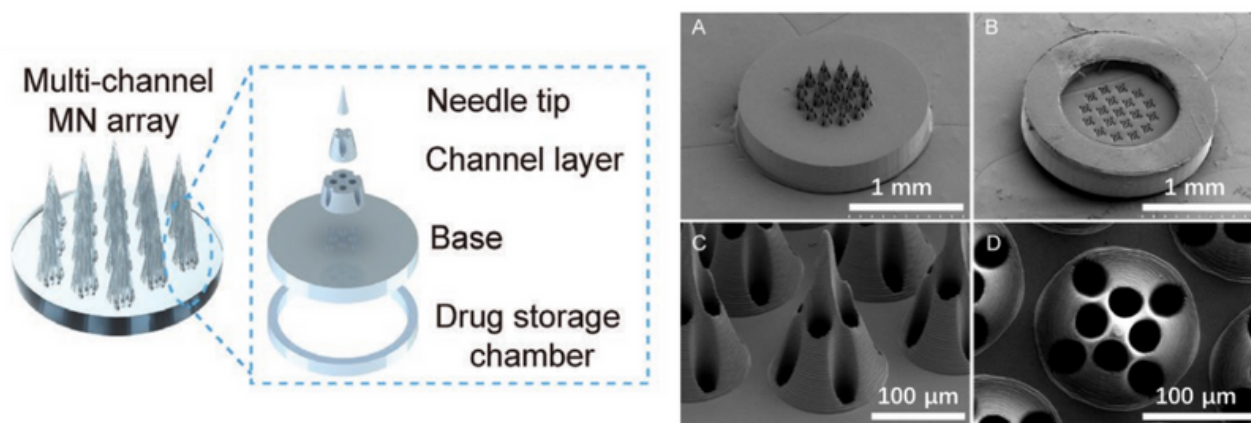 Multi-channel
MN array
Needle tip
Channel layer
Base
Drug storage
chamber
A
1 mm
B
1 mm
C
100 μm
D
100 μm